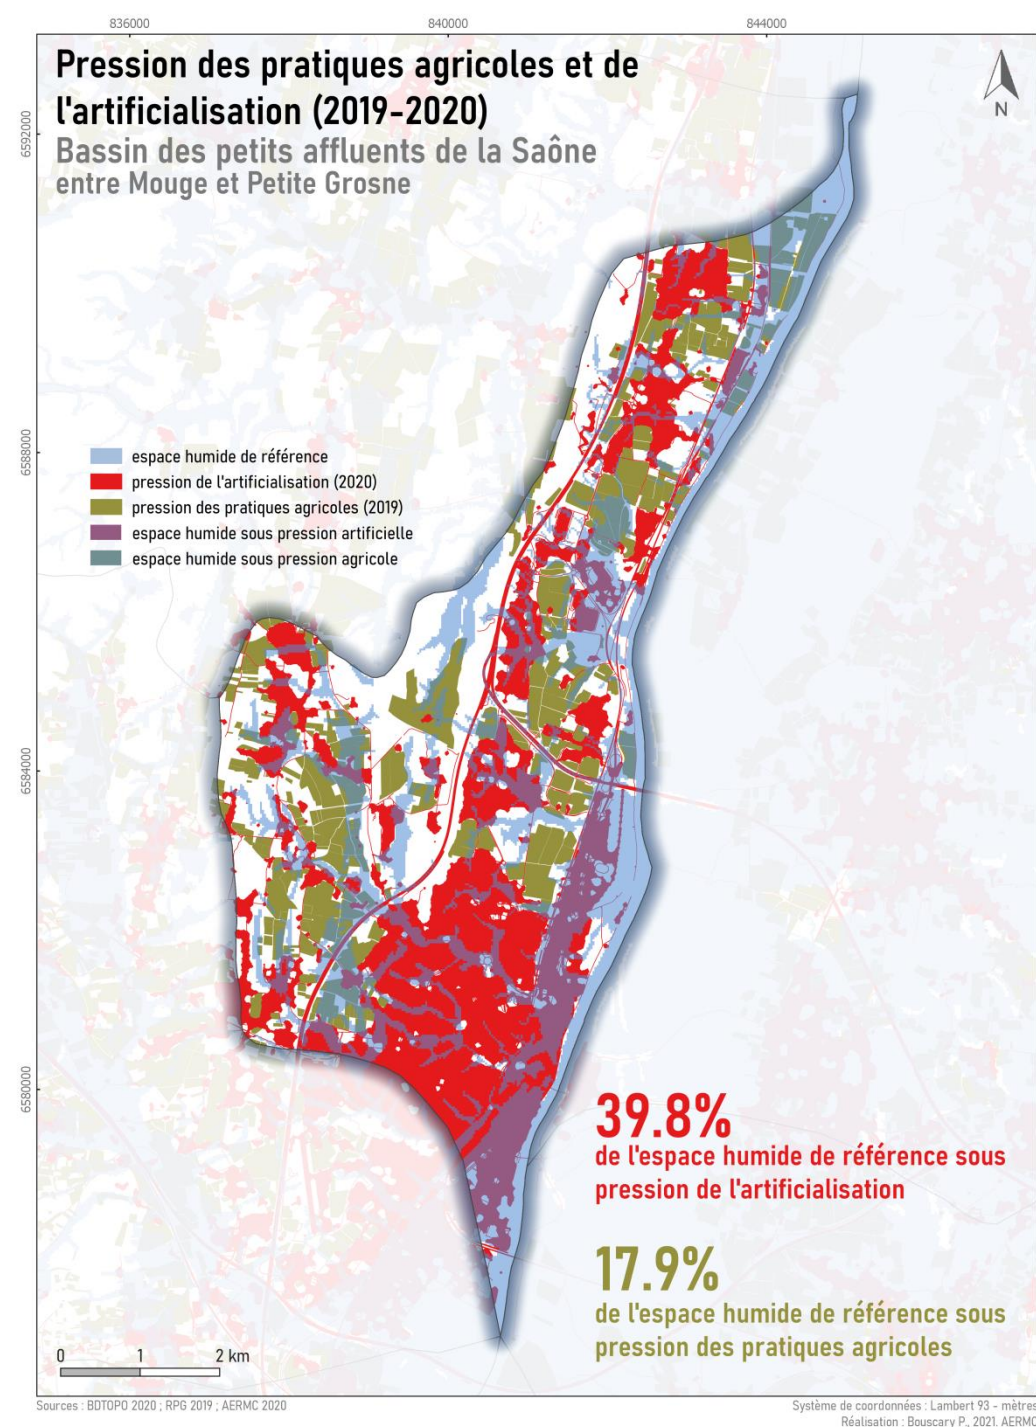 836000
840000
844000
Pression des pratiques agricoles et de
l'artificialisation (2019-2020)
Bassin des petits affluents de la Saône
entre Mouge et Petite Grosne
N
6592000
6588000
espace humide de référence
pression de l'artificialisation (2020)
pression des pratiques agricoles (2019)
espace humide sous pression artificielle
espace humide sous pression agricole
6584000
6580000
39.8%
de l'espace humide de référence sous
pression de l'artificialisation
17.9%
de l'espace humide de référence sous
pression des pratiques agricoles
0 1 2 km
Sources : BDTOPO 2020 ; RPG 2019 ; AERMC 2020
Système de coordonnées : Lambert 93 - mètres
Réalisation : Bouscary P., 2021. AERMC